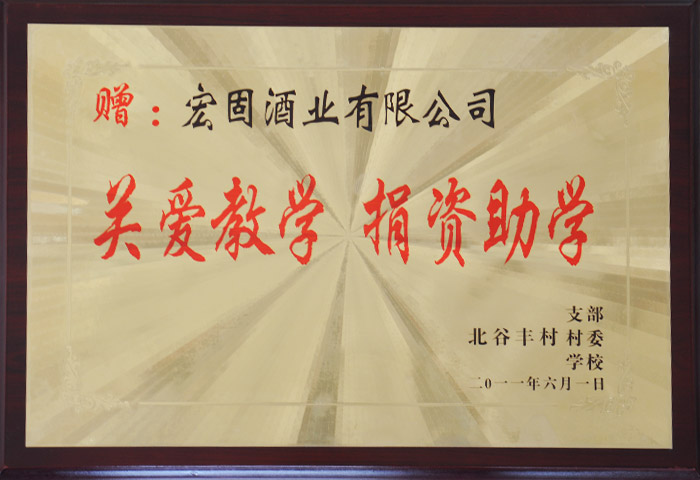 赠：宏固酒业有限公司
关爱教学 捐资助学
支部
北谷丰村 村委
学校
二0一一年六月一日